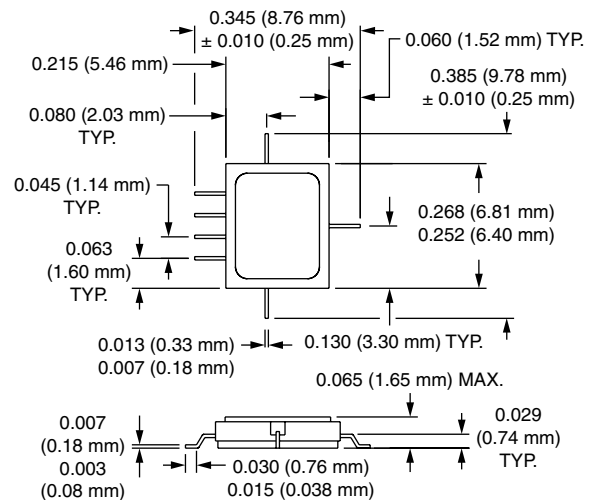 0.345 (8.76 mm)
± 0.010 (0.25 mm)
0.060 (1.52 mm) TYP.
0.215 (5.46 mm)
0.385 (9.78 mm)
± 0.010 (0.25 mm)
0.080 (2.03 mm)
TYP.
0.045 (1.14 mm)
TYP.
0.268 (6.81 mm)
0.252 (6.40 mm)
0.063
(1.60 mm)
TYP.
0.013 (0.33 mm)
0.007 (0.18 mm)
0.130 (3.30 mm) TYP.
0.065 (1.65 mm) MAX.
0.007
(0.18 mm)
0.003
(0.08 mm)
0.030 (0.76 mm)
0.015 (0.038 mm)
0.029
(0.74 mm)
TYP.